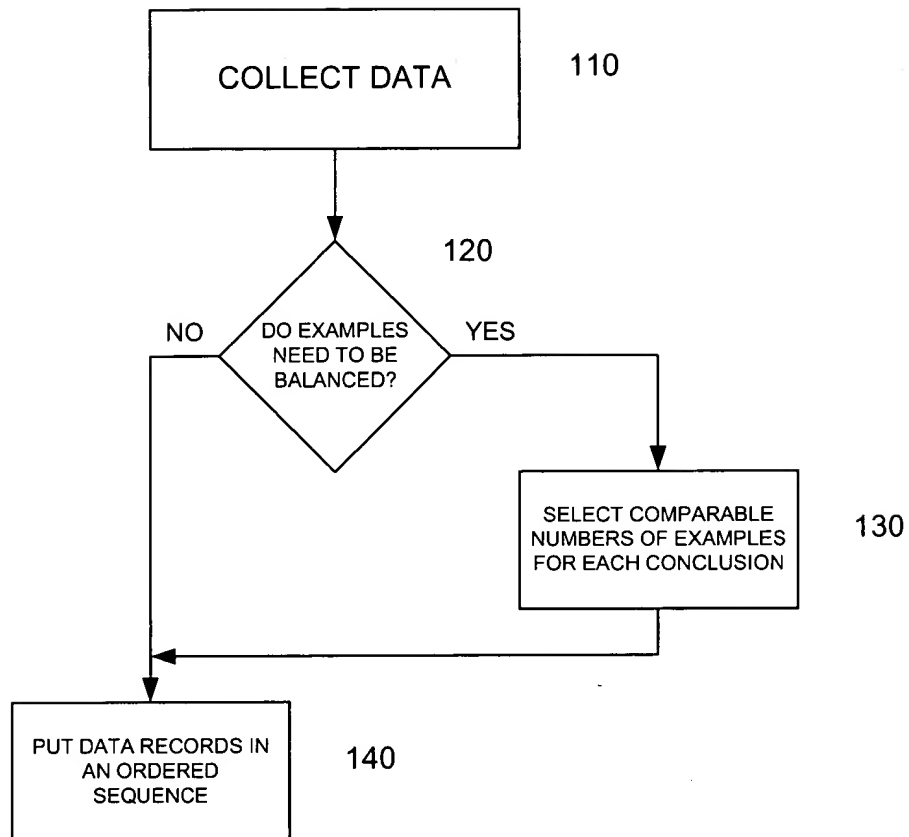 COLLECT DATA
110
120
NO
DO EXAMPLES
NEED TO BE
BALANCED?
YES
SELECT COMPARABLE
NUMBERS OF EXAMPLES
FOR EACH CONCLUSION
130
PUT DATA RECORDS IN
AN ORDERED
SEQUENCE
140